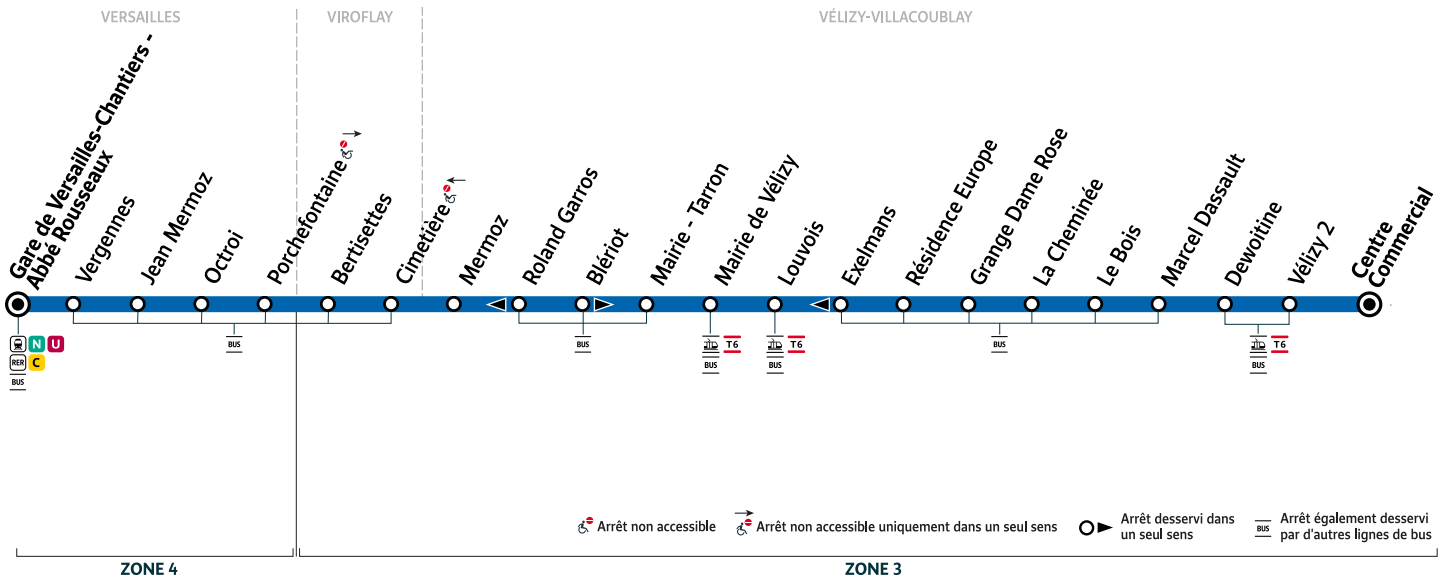 VERSAILLES
VIROFLAY
VÉLIZY-VILLACOUBLAY
Gare de Versailles-Chantiers -
Abbé Rousseaux
Vergennes
Jean Mermoz
Octroi
Porchefontaine
Bertisettes
Cimetière
Mermoz
Roland Garros
Blériot
Mairie - Tarron
Mairie de Vélizy
Louvois
Exelmans
Résidence Europe
Grange Dame Rose
La Cheminée
Le Bois
Marcel Dassault
Dewoitine
Vélizy 2
Centre
Commercial
N U
RER C
BUS
BUS
BUS
T6
BUS
T6
BUS
BUS
T6
BUS
Arrêt non accessible
Arrêt non accessible uniquement dans un seul sens
Arrêt desservi dans
un seul sens
BUS
Arrêt également desservi
par d'autres lignes de bus
ZONE 4
ZONE 3